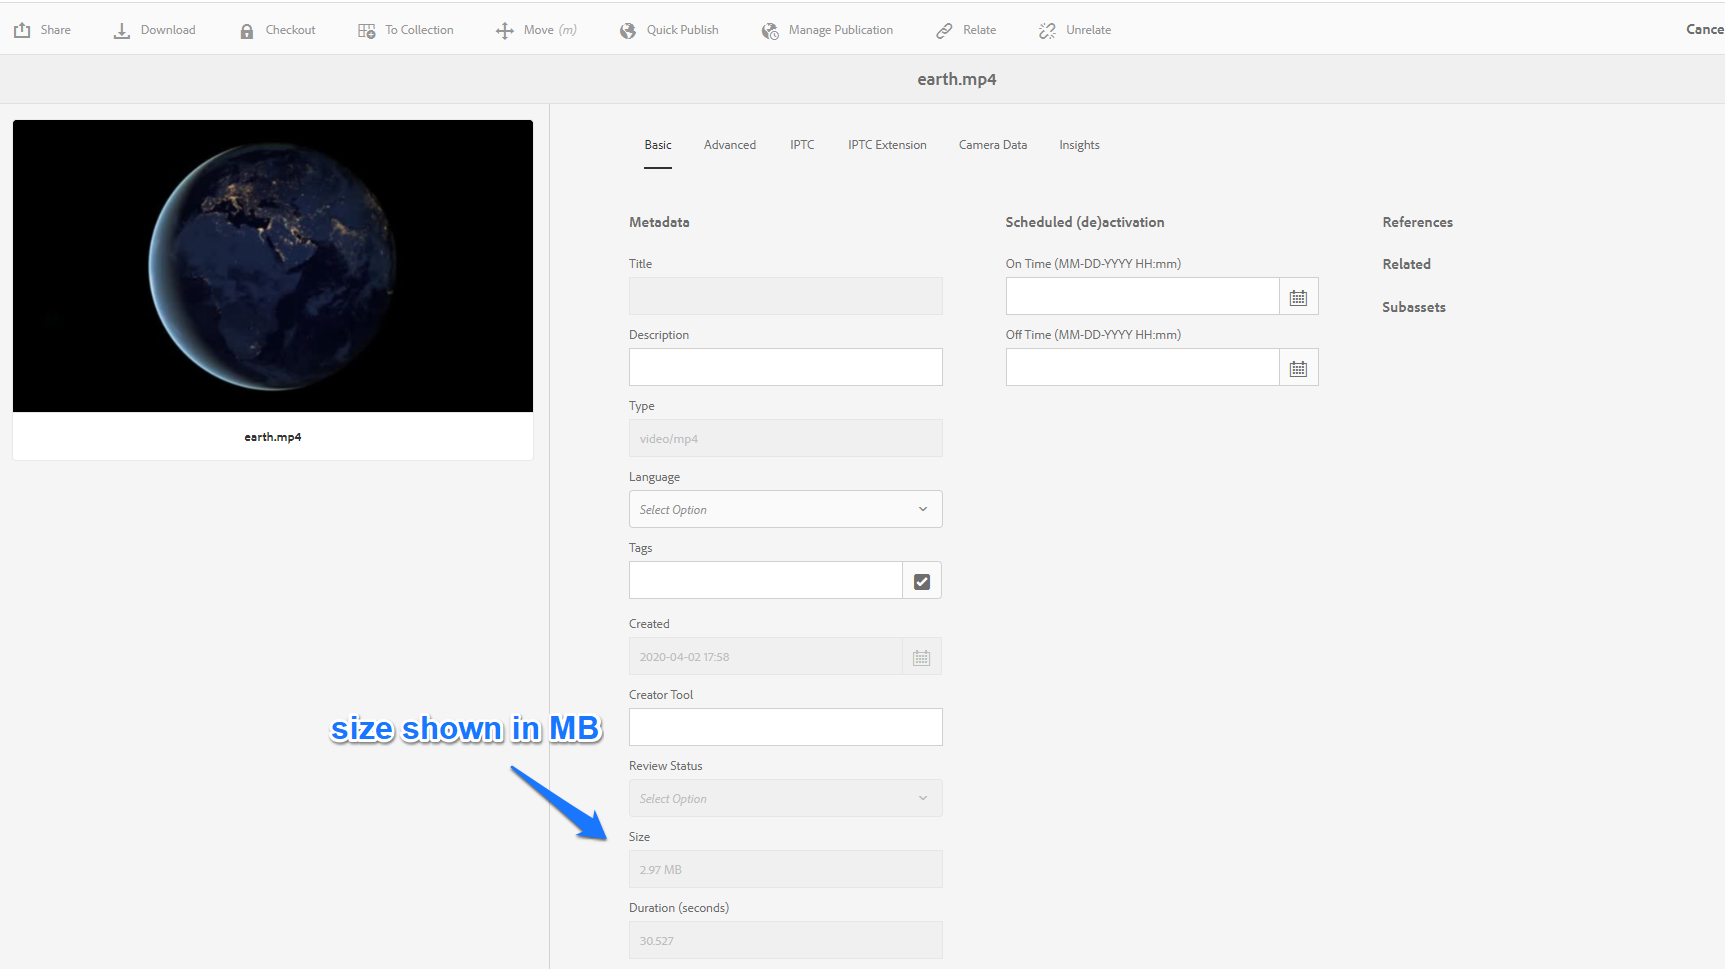 Share
Download
Checkout
To Collection
Move (m)
Quick Publish
Manage Publication
Relate
Unrelate
Cance
earth.mp4
earth.mp4
Basic
Advanced
IPTC
IPTC Extension
Camera Data
Insights
Metadata
Title
Description
Type
video/mp4
Language
Select Option
Tags
Created
2020-04-02 17:58
Creator Tool
size shown in MB
Review Status
Select Option
Size
2.97 MB
Duration (seconds)
30.527
Scheduled (de)activation
On Time (MM-DD-YYYY HH:mm)
Off Time (MM-DD-YYYY HH:mm)
References
Related
Subassets